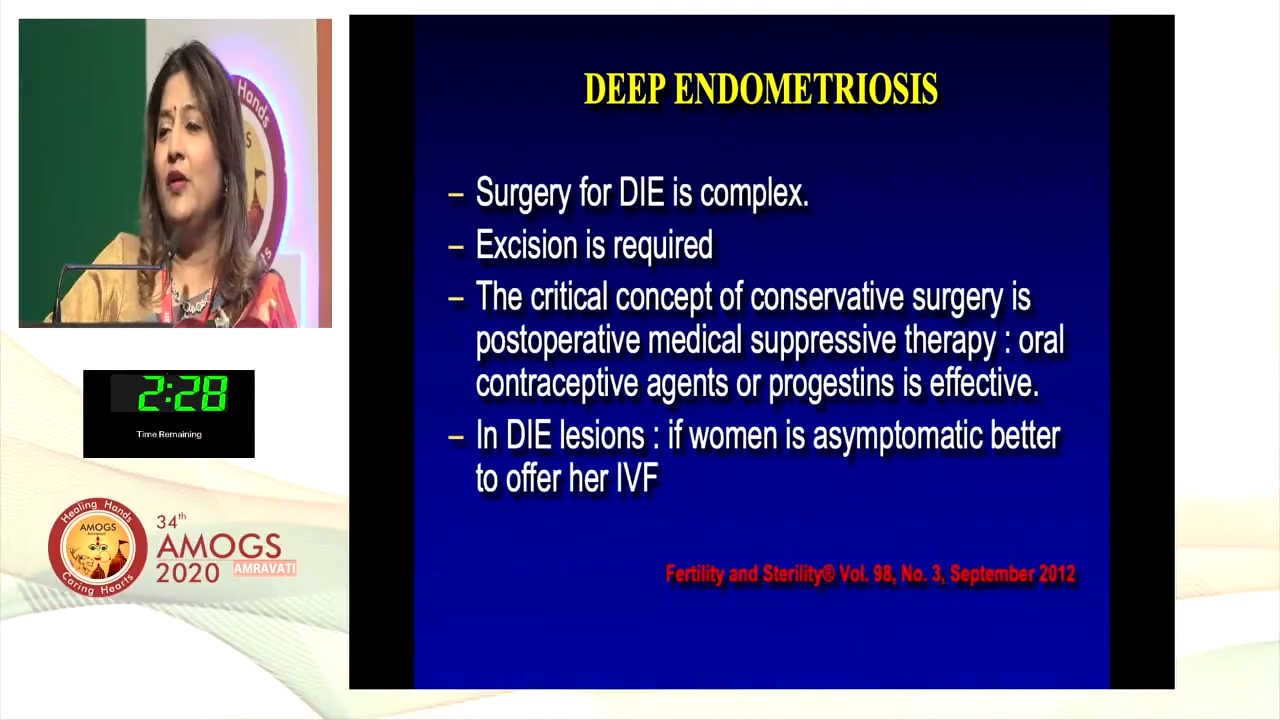 Hands
GS
2:28
Time Remaining
Healing Hands
AMOGS
Caring Hearts
34th
AMOGS
2020 AMRAVATI
DEEP ENDOMETRIOSIS
– Surgery for DIE is complex.
– Excision is required
– The critical concept of conservative surgery is
postoperative medical suppressive therapy : oral
contraceptive agents or progestins is effective.
– In DIE lesions : if women is asymptomatic better
to offer her IVF
Fertility and Sterility® Vol. 98, No. 3, September 2012